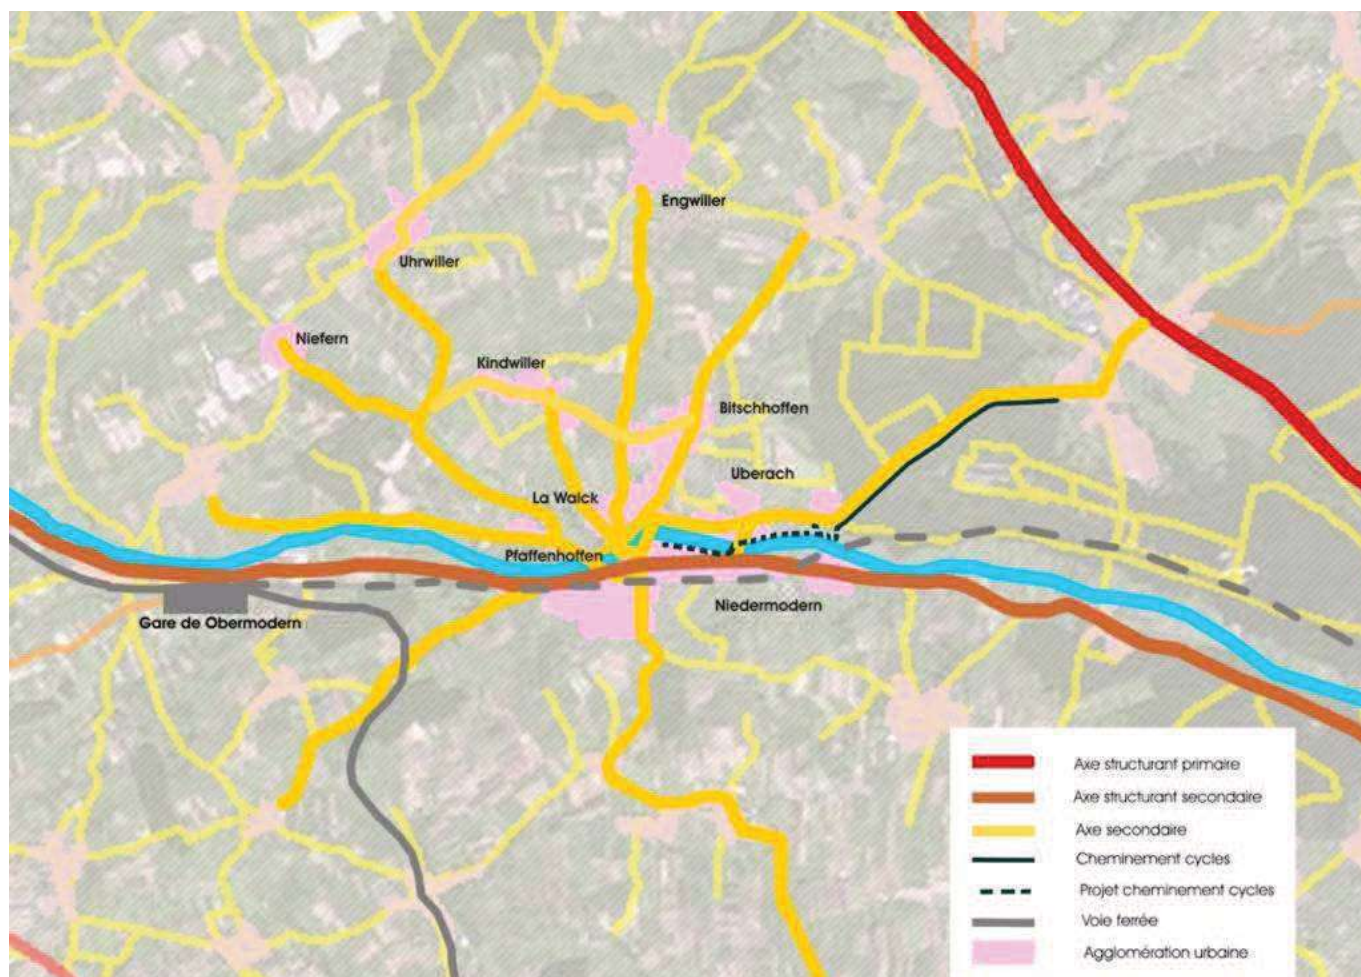 Engwiller
Uhrwiller
Niefern
Kindwiller
Bitschhoffen
Uberach
La Walck
Pfaffenhoffen
Niedermodern
Gare de Obermodern
Axe structurant primaire
Axe structurant secondaire
Axe secondaire
Cheminement cycles
Projet cheminement cycles
Voie ferrée
Agglomération urbaine